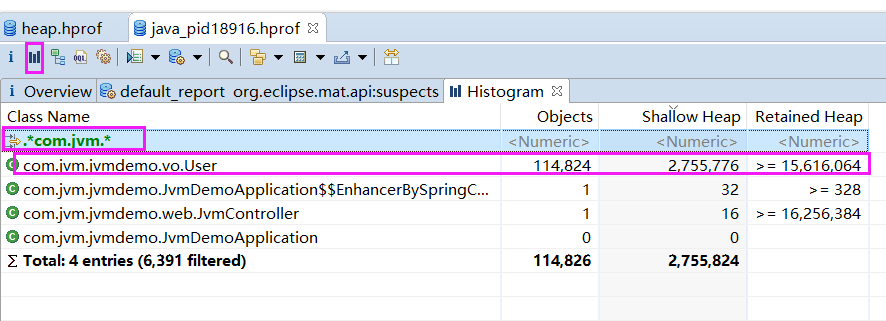 heap.hprof java_pid18916.hprof
i OQL
i Overview default_report org.eclipse.mat.api:suspects Histogram
Class Name Objects Shallow Heap Retained Heap
.*com.jvm.* <Numeric> <Numeric> <Numeric>
com.jvm.jvmdemo.vo.User 114,824 2,755,776 >= 15,616,064
com.jvm.jvmdemo.JvmDemoApplication$$EnhancerBySpringC... 1 32 >= 328
com.jvm.jvmdemo.web.JvmController 1 16 >= 16,256,384
com.jvm.jvmdemo.JvmDemoApplication 0 0
Σ Total: 4 entries (6,391 filtered) 114,826 2,755,824